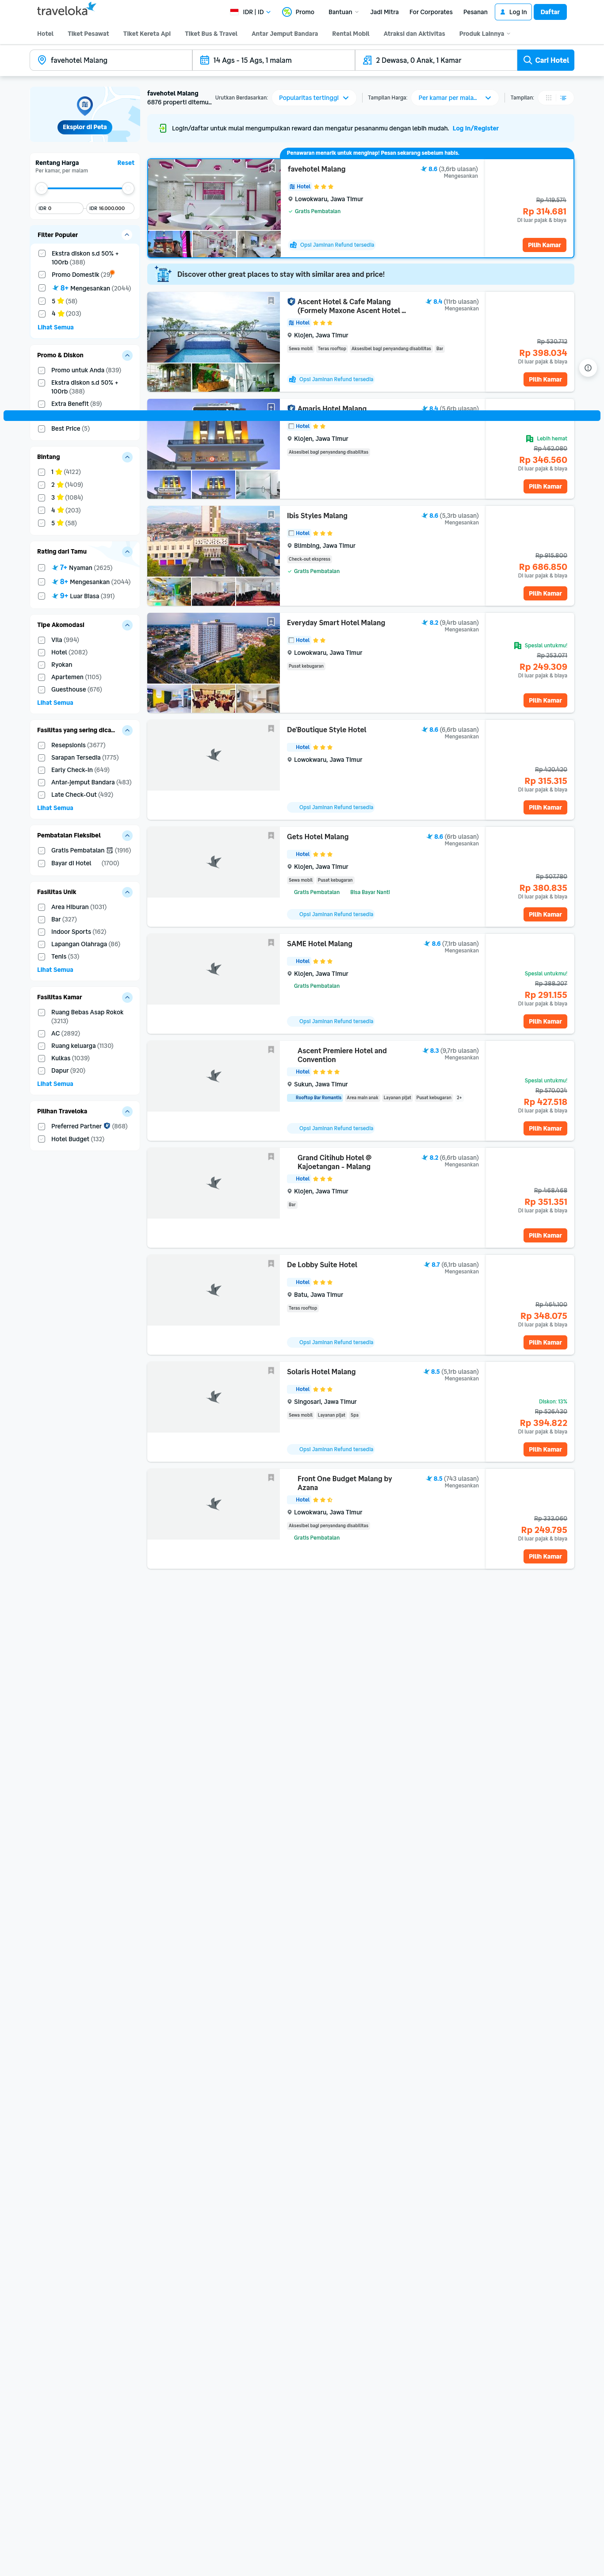 traveloka
IDR | ID
Promo
Bantuan
Jadi Mitra
For Corporates
Pesanan
Log In
Daftar
Hotel
Tiket Pesawat
Tiket Kereta Api
Tiket Bus & Travel
Antar Jemput Bandara
Rental Mobil
Atraksi dan Aktivitas
Produk Lainnya
favehotel Malang
14 Ags - 15 Ags, 1 malam
2 Dewasa, 0 Anak, 1 Kamar
Cari Hotel
Eksplor di Peta
Rentang Harga
Reset
Per kamar, per malam
IDR 0
-
IDR 16.000.000
Filter Populer
Ekstra diskon s.d 50% +
100rb (388)
Promo Domestik (29)
8+ Mengesankan (2044)
5 (58)
4 (203)
Lihat Semua
Promo & Diskon
Promo untuk Anda (839)
Ekstra diskon s.d 50% +
100rb (388)
Extra Benefit (89)
Best Price (5)
Bintang
1 (4122)
2 (1409)
3 (1084)
4 (203)
5 (58)
Rating dari Tamu
7+ Nyaman (2625)
8+ Mengesankan (2044)
9+ Luar Biasa (391)
Tipe Akomodasi
Vila (994)
Hotel (2082)
Ryokan
Apartemen (1105)
Guesthouse (676)
Lihat Semua
Fasilitas yang sering dica...
Resepsionis (3677)
Sarapan Tersedia (1775)
Early Check-in (649)
Antar-jemput Bandara (483)
Late Check-Out (492)
Lihat Semua
Pembatalan Fleksibel
Gratis Pembatalan (1916)
Bayar di Hotel (1700)
Fasilitas Unik
Area Hiburan (1031)
Bar (327)
Indoor Sports (162)
Lapangan Olahraga (86)
Tenis (53)
Lihat Semua
Fasilitas Kamar
Ruang Bebas Asap Rokok
(3213)
AC (2892)
Ruang keluarga (1130)
Kulkas (1039)
Dapur (920)
Lihat Semua
Pilihan Traveloka
Preferred Partner (868)
Hotel Budget (132)
favehotel Malang
6876 properti ditemu...
Urutkan Berdasarkan:
Popularitas tertinggi
Tampilan Harga:
Per kamar per mala...
Tampilan:
Login/daftar untuk mulai mengumpulkan reward dan mengatur pesananmu dengan lebih mudah. Log In/Register
Penawaran menarik untuk menginap! Pesan sekarang sebelum habis.
favehotel Malang
8.6 (3,6rb ulasan)
Mengesankan
Hotel
Lowokwaru, Jawa Timur
Gratis Pembatalan
Opsi Jaminan Refund tersedia
Rp 419.574
Rp 314.681
Di luar pajak & biaya
Pilih Kamar
Discover other great places to stay with similar area and price!
Ascent Hotel & Cafe Malang
(Formely Maxone Ascent Hotel ...
8.4 (11rb ulasan)
Mengesankan
Hotel
Klojen, Jawa Timur
Sewa mobil
Teras rooftop
Aksesibel bagi penyandang disabilitas
Bar
Opsi Jaminan Refund tersedia
Rp 530.712
Rp 398.034
Di luar pajak & biaya
Pilih Kamar
Amaris Hotel Malang
8.4 (5,6rb ulasan)
Hotel
Klojen, Jawa Timur
Aksesibel bagi penyandang disabilitas
Lebih hemat
Rp 462.080
Rp 346.560
Di luar pajak & biaya
Pilih Kamar
Ibis Styles Malang
8.6 (5,3rb ulasan)
Mengesankan
Hotel
Blimbing, Jawa Timur
Check-out ekspress
Gratis Pembatalan
Rp 915.800
Rp 686.850
Di luar pajak & biaya
Pilih Kamar
Everyday Smart Hotel Malang
8.2 (9,4rb ulasan)
Mengesankan
Hotel
Lowokwaru, Jawa Timur
Pusat kebugaran
Spesial untukmu!
Rp 253.071
Rp 249.309
Di luar pajak & biaya
Pilih Kamar
De'Boutique Style Hotel
8.6 (6,6rb ulasan)
Mengesankan
Hotel
Lowokwaru, Jawa Timur
Opsi Jaminan Refund tersedia
Rp 420.420
Rp 315.315
Di luar pajak & biaya
Pilih Kamar
Gets Hotel Malang
8.6 (6rb ulasan)
Mengesankan
Hotel
Klojen, Jawa Timur
Sewa mobil
Pusat kebugaran
Gratis Pembatalan
Bisa Bayar Nanti
Opsi Jaminan Refund tersedia
Rp 507.780
Rp 380.835
Di luar pajak & biaya
Pilih Kamar
SAME Hotel Malang
8.6 (7,1rb ulasan)
Mengesankan
Hotel
Klojen, Jawa Timur
Gratis Pembatalan
Opsi Jaminan Refund tersedia
Spesial untukmu!
Rp 388.207
Rp 291.155
Di luar pajak & biaya
Pilih Kamar
Ascent Premiere Hotel and
Convention
8.3 (9,7rb ulasan)
Mengesankan
Hotel
Sukun, Jawa Timur
Rooftop Bar Romantis
Area main anak
Layanan pijat
Pusat kebugaran
2+
Opsi Jaminan Refund tersedia
Spesial untukmu!
Rp 570.024
Rp 427.518
Di luar pajak & biaya
Pilih Kamar
Grand Citihub Hotel @
Kajoetangan - Malang
8.2 (6,6rb ulasan)
Mengesankan
Hotel
Klojen, Jawa Timur
Bar
Rp 468.468
Rp 351.351
Di luar pajak & biaya
Pilih Kamar
De Lobby Suite Hotel
8.7 (6,1rb ulasan)
Mengesankan
Hotel
Batu, Jawa Timur
Teras rooftop
Opsi Jaminan Refund tersedia
Rp 464.100
Rp 348.075
Di luar pajak & biaya
Pilih Kamar
Solaris Hotel Malang
8.5 (5,1rb ulasan)
Mengesankan
Hotel
Singosari, Jawa Timur
Sewa mobil
Layanan pijat
Spa
Opsi Jaminan Refund tersedia
Diskon: 13%
Rp 526.430
Rp 394.822
Di luar pajak & biaya
Pilih Kamar
Front One Budget Malang by
Azana
8.5 (743 ulasan)
Mengesankan
Hotel
Lowokwaru, Jawa Timur
Aksesibel bagi penyandang disabilitas
Gratis Pembatalan
Rp 333.060
Rp 249.795
Di luar pajak & biaya
Pilih Kamar